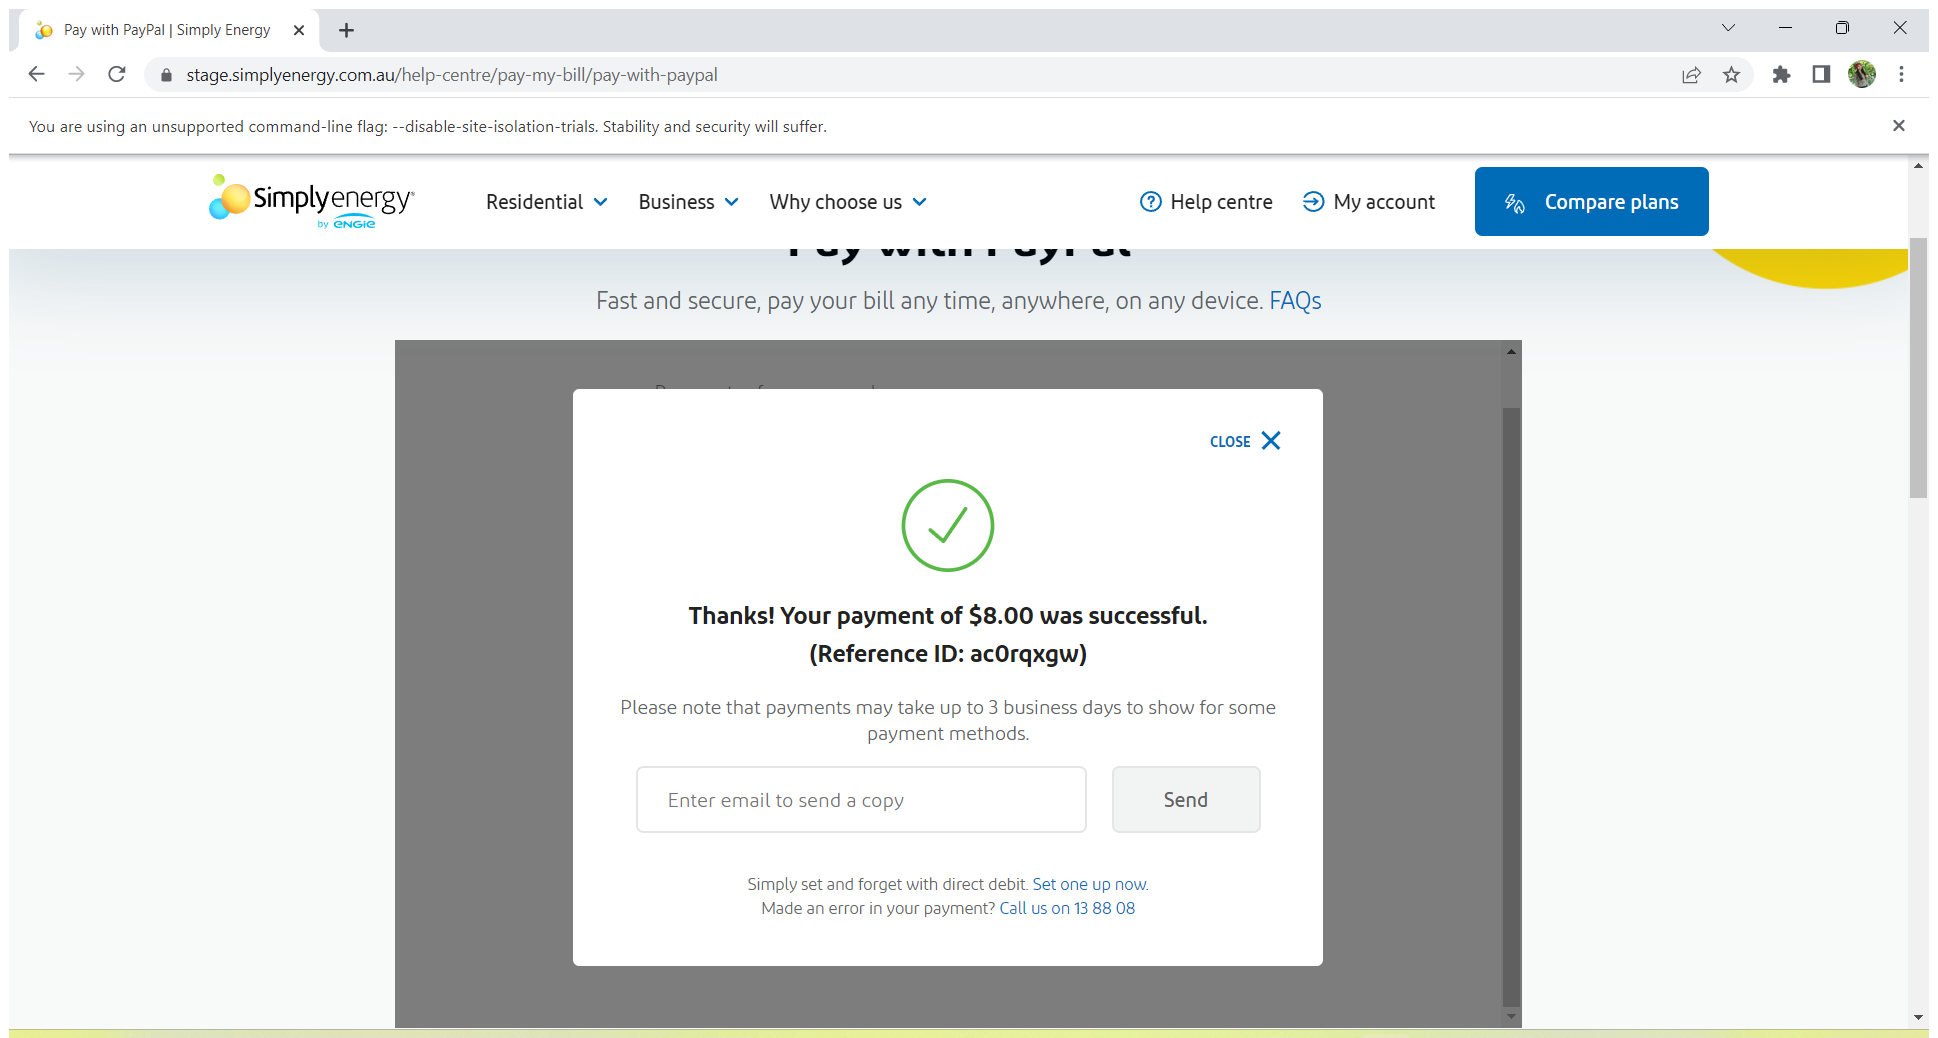 Pay with PayPal | Simply Energy
stage.simplyenergy.com.au/help-centre/pay-my-bill/pay-with-paypal
You are using an unsupported command-line flag: --disable-site-isolation-trials. Stability and security will suffer.
Simplyenergy
by ENGIE
Residential
Business
Why choose us
Help centre
My account
Compare plans
Pay with PayPal
Fast and secure, pay your bill any time, anywhere, on any device. FAQs
CLOSE
Thanks! Your payment of $8.00 was successful.
(Reference ID: ac0rqxgw)
Please note that payments may take up to 3 business days to show for some
payment methods.
Enter email to send a copy
Send
Simply set and forget with direct debit. Set one up now.
Made an error in your payment? Call us on 13 88 08